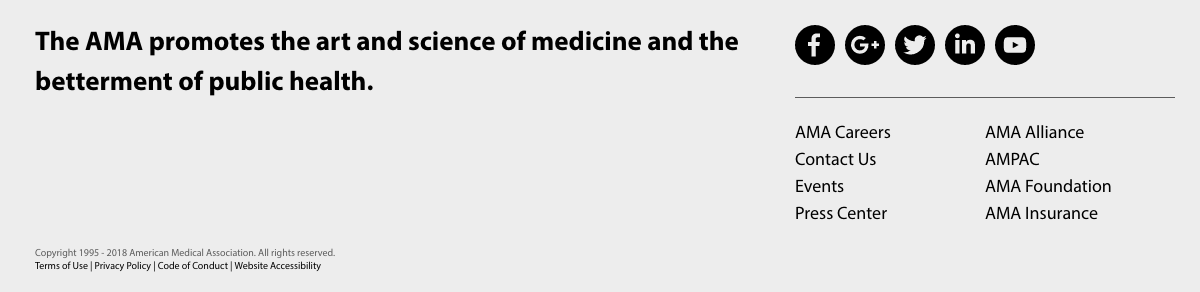 The AMA promotes the art and science of medicine and the
betterment of public health.
AMA Careers
Contact Us
Events
Press Center
AMA Alliance
AMPAC
AMA Foundation
AMA Insurance
Copyright 1995 - 2018 American Medical Association. All rights reserved.
Terms of Use | Privacy Policy | Code of Conduct | Website Accessibility